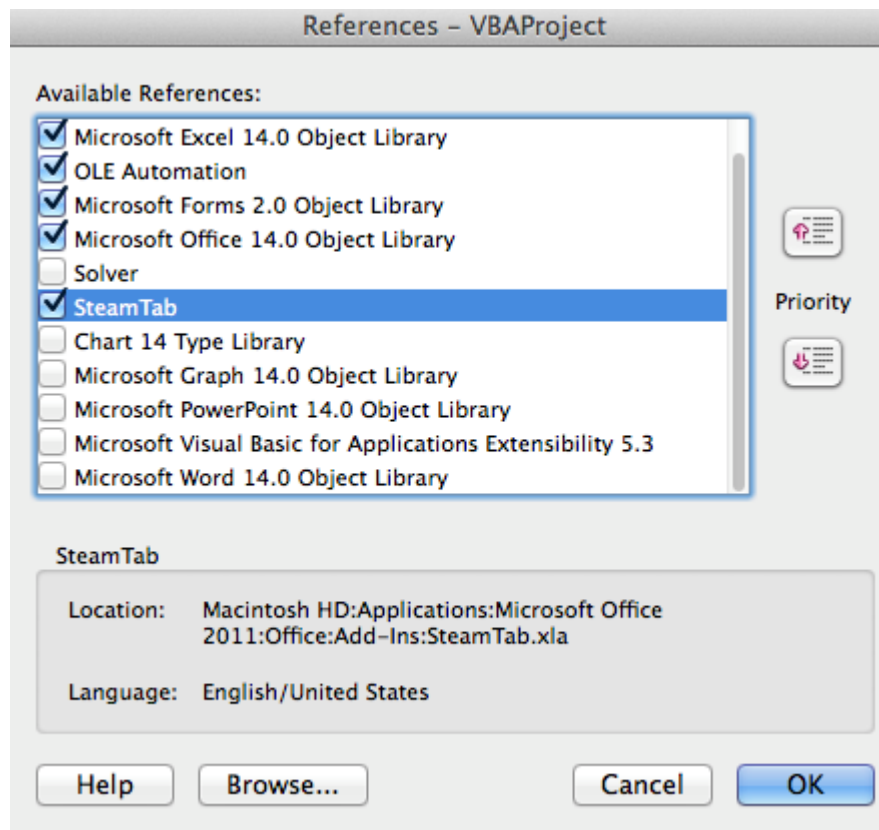 References – VBAProject
Available References:
Microsoft Excel 14.0 Object Library
OLE Automation
Microsoft Forms 2.0 Object Library
Microsoft Office 14.0 Object Library
Solver
SteamTab
Chart 14 Type Library
Microsoft Graph 14.0 Object Library
Microsoft PowerPoint 14.0 Object Library
Microsoft Visual Basic for Applications Extensibility 5.3
Microsoft Word 14.0 Object Library
Priority
SteamTab
Location: Macintosh HD:Applications:Microsoft Office
2011:Office:Add-Ins:SteamTab.xla
Language: English/United States
Help Browse... Cancel OK